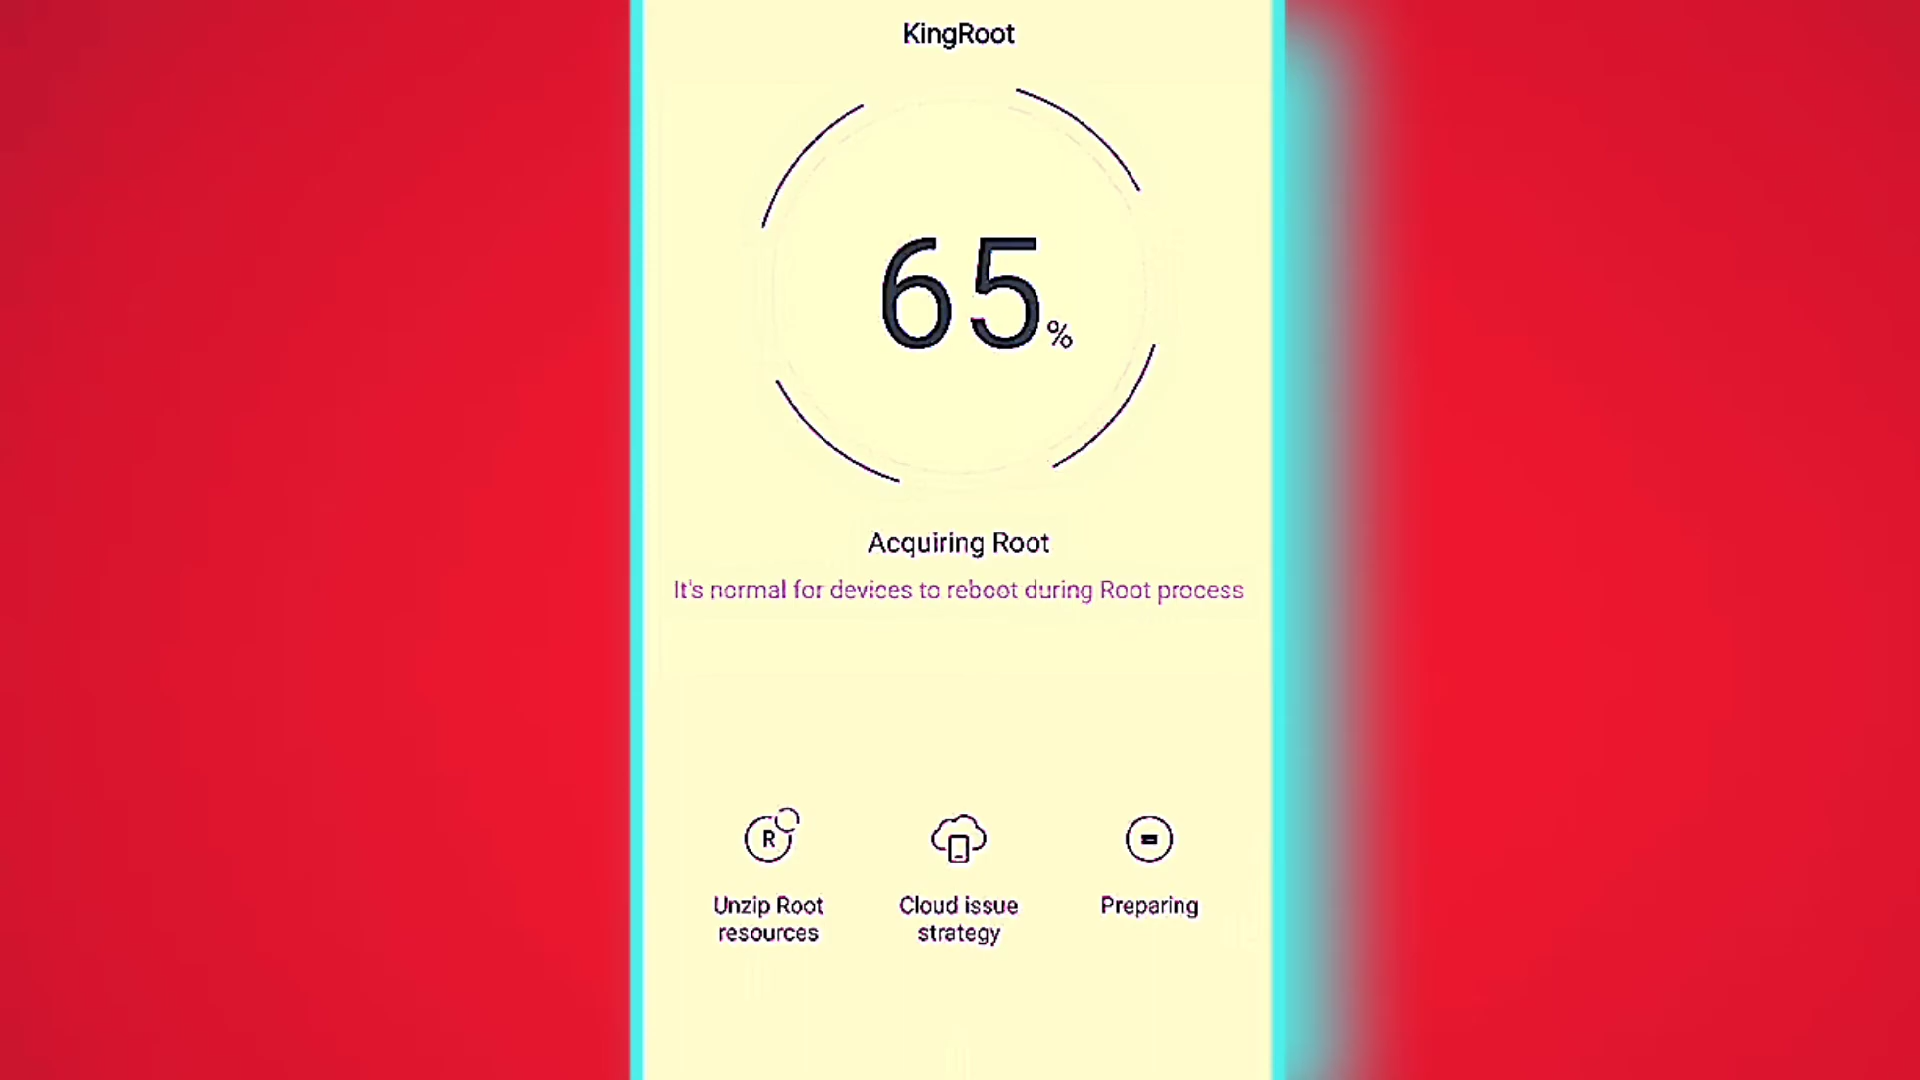 KingRoot
65%
Acquiring Root
It's normal for devices to reboot during Root process
R
Unzip Root
resources
Cloud issue
strategy
Preparing